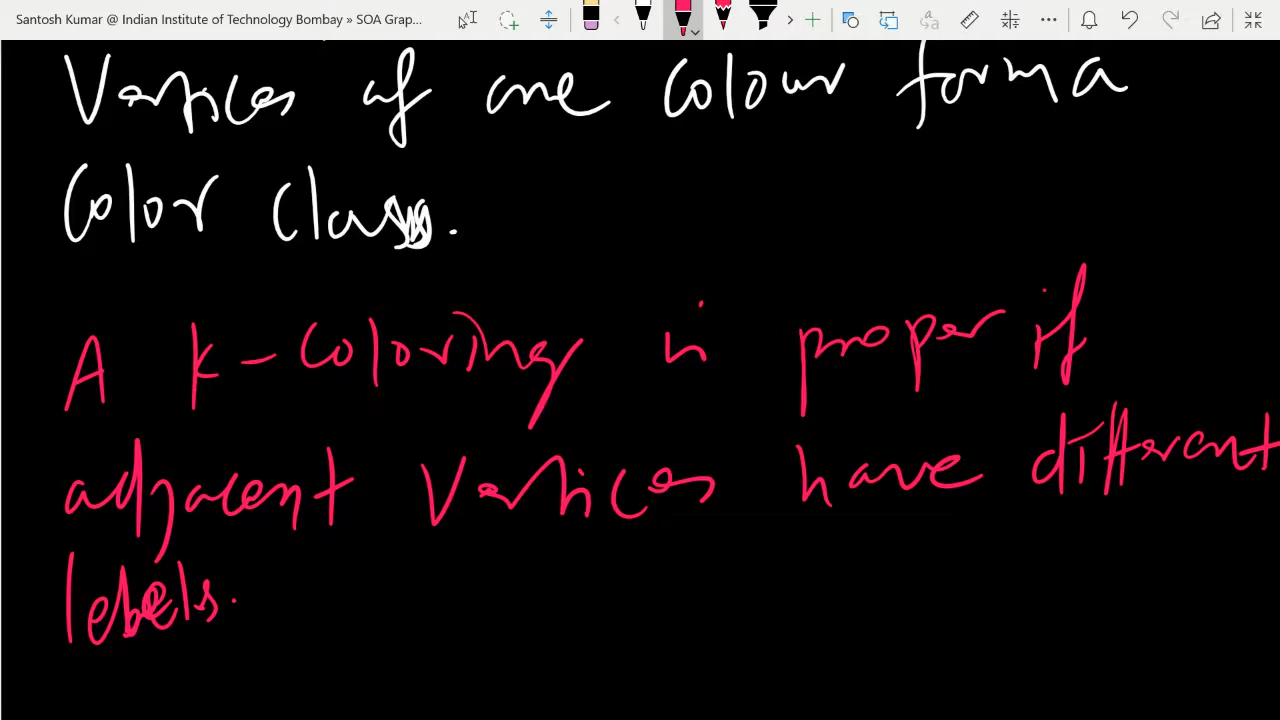 Santosh Kumar @ Indian Institute of Technology Bombay » SOA Grap...
Vertices of one colour form a
Color Class.
A k-coloring is proper if
adjacent Vertices have different
lebels.